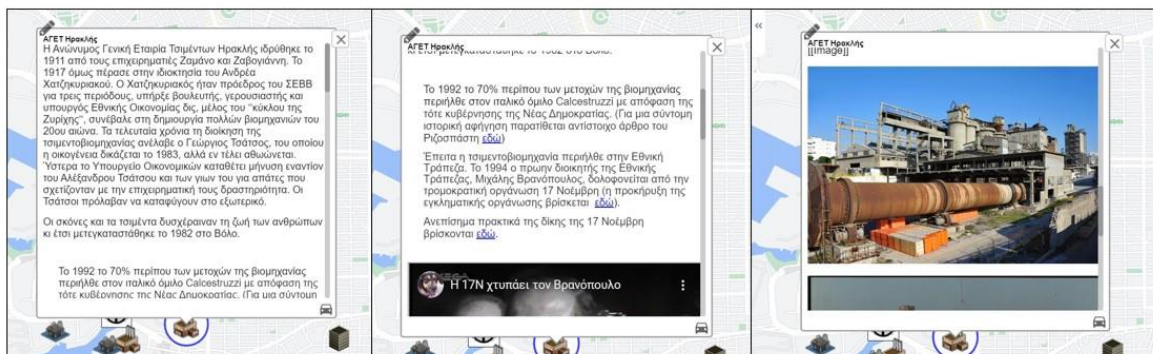 ΑΓΕΤ Ηρακλής
Η Ανώνυμος Γενική Εταιρία Τσιμέντων Ηρακλής ιδρύθηκε το
1911 από τους επιχειρηματίες Ζαμάνο και Ζαβογιάννη. Το
1917 όμως πέρασε στην ιδιοκτησία του Ανδρέα
Χατζηκυριακού. Ο Χατζηκυριακός ήταν πρόεδρος του ΣΕΒΒ
για τρεις περιόδους, υπήρξε βουλευτής, γερουσιαστής και
υπουργός Εθνικής Οικονομίας δις, μέλος του "κύκλου της
Ζυρίχης", συνέβαλε στη δημιουργία πολλών βιομηχανιών του
20ου αιώνα. Τα τελευταία χρόνια τη διοίκηση της
τσιμεντοβιομηχανίας ανέλαβε ο Γεώργιος Τσάτσος, του οποίου
η οικογένεια δικάζεται το 1983, αλλά εν τέλει αθωώνεται.
Ύστερα το Υπουργείο Οικονομικών καταθέτει μήνυση εναντίον
του Αλέξανδρου Τσάτσου και των γιων του για απάτες που
σχετίζονταν με την επιχειρηματική τους δραστηριότητα. Οι
Τσάτσοι πρόλαβαν να καταφύγουν στο εξωτερικό.
Οι σκόνες και τα τσιμέντα δυσχέραιναν τη ζωή των ανθρώπων
κι έτσι μετεγκαταστάθηκε το 1982 στο Βόλο.
Το 1992 το 70% περίπου των μετοχών της βιομηχανίας
περιήλθε στον ιταλικό όμιλο Calcestruzzi με απόφαση της
τότε κυβέρνησης της Νέας Δημοκρατίας. (Για μια σύντομη
ΑΓΕΤ Ηρακλής
κι έτσι μετεγκαταστάθηκε το 1982 στο Βόλο.
Το 1992 το 70% περίπου των μετοχών της βιομηχανίας
περιήλθε στον ιταλικό όμιλο Calcestruzzi με απόφαση της
τότε κυβέρνησης της Νέας Δημοκρατίας. (Για μια σύντομη
ιστορική αφήγηση παρατίθεται αντίστοιχο άρθρο του
Ριζοσπάστη εδώ)
Έπειτα η τσιμεντοβιομηχανία περιήλθε στην Εθνική
Τράπεζα. Το 1994 ο πρωην διοικητής της Εθνικής
Τράπεζας, Μιχάλης Βρανόπουλος, δολοφονείται από την
τρομοκρατική οργάνωση 17 Νοέμβρη (η προκήρυξη της
εγκληματικής οργάνωσης βρίσκεται εδώ).
Ανεπίσημα πρακτικά της δίκης της 17 Νοέμβρη
βρίσκονται εδώ.
Η 17Ν χτυπάει τον Βρανόπουλο
ΑΓΕΤ Ηρακλής
[[Image]]